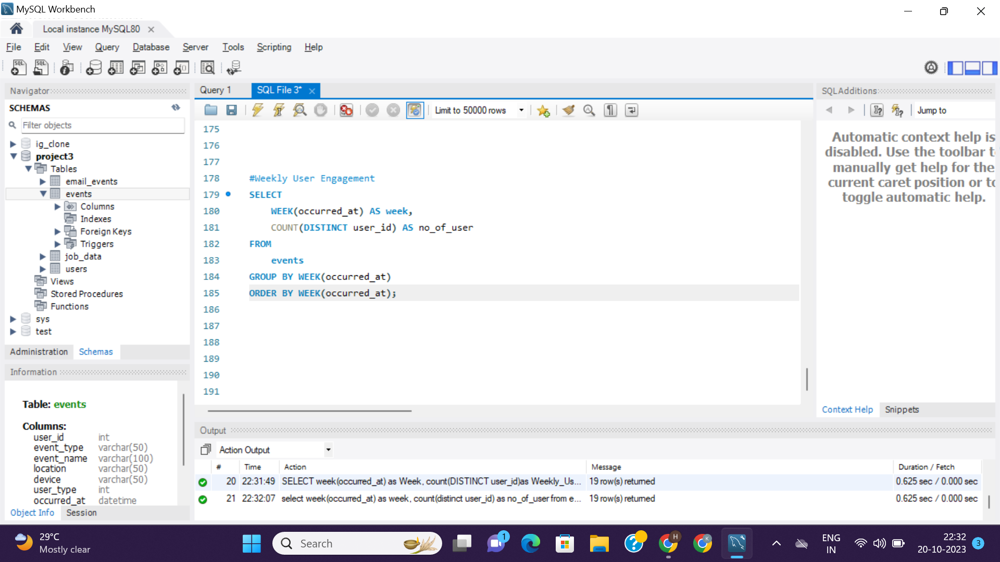 MySQL Workbench
Local instance MySQL80
File Edit View Query Database Server Tools Scripting Help
Navigator
SCHEMAS
Filter objects
ig_clone
project3
Tables
email_events
events
Columns
Indexes
Foreign Keys
Triggers
job_data
users
Views
Stored Procedures
Functions
sys
test
Administration Schemas
Information
Table: events
Columns:
user_id int
event_type varchar(50)
event_name varchar(100)
location varchar(50)
device varchar(50)
user_type int
occurred_at datetime
Object Info Session
Query 1 SQL File 3*
Limit to 50000 rows
175
176
177
178 #Weekly User Engagement
179 SELECT
180 WEEK(occurred_at) AS week,
181 COUNT(DISTINCT user_id) AS no_of_user
182 FROM
183 events
184 GROUP BY WEEK(occurred_at)
185 ORDER BY WEEK(occurred_at);
186
187
188
189
190
191
SQLAdditions
Jump to
Automatic context help is
disabled. Use the toolbar t
manually get help for the
current caret position or to
toggle automatic help.
Context Help Snippets
Output
Action Output
# Time Action Message Duration / Fetch
20 22:31:49 SELECT week(occurred_at) as Week, count(DISTINCT user_id)as Weekly_Us... 19 row(s) returned 0.625 sec / 0.000 sec
21 22:32:07 select week(occurred_at) as week, count(distinct user_id) as no_of_user from e... 19 row(s) returned 0.625 sec / 0.000 sec
29°C
Mostly clear
Search
1
H
K
ENG
IN
22:32
20-10-2023
3